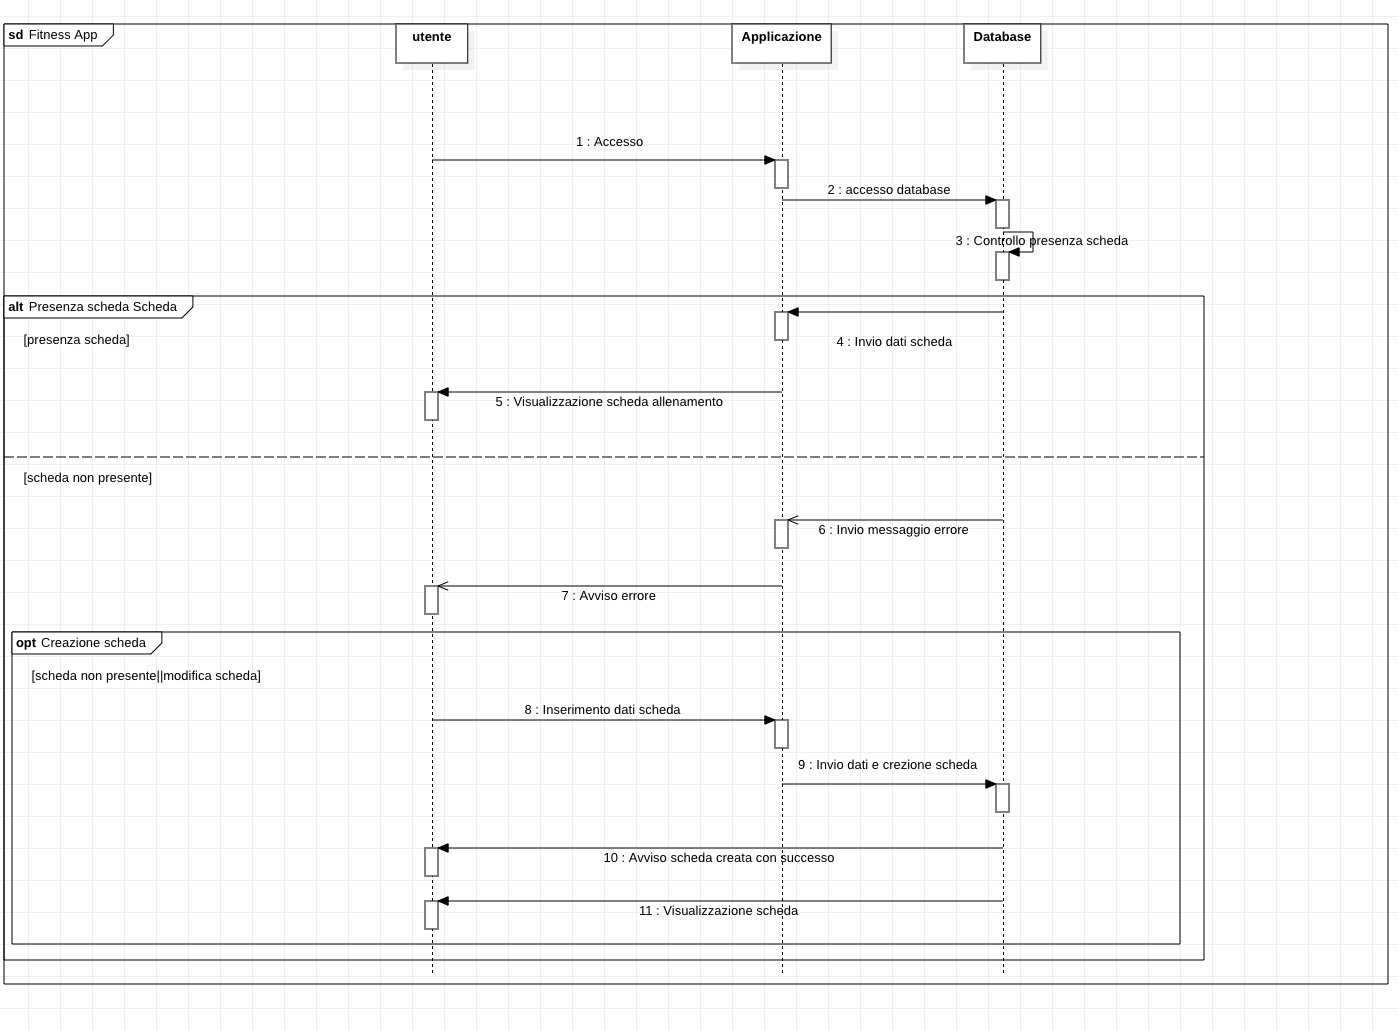 sd Fitness App
utente
Applicazione
Database
1 : Accesso
2 : accesso database
3 : Controllo presenza scheda
alt Presenza scheda Scheda
[presenza scheda]
4 : Invio dati scheda
5 : Visualizzazione scheda allenamento
[scheda non presente]
6 : Invio messaggio errore
7 : Avviso errore
opt Creazione scheda
[scheda non presente||modifica scheda]
8 : Inserimento dati scheda
9 : Invio dati e crezione scheda
10 : Avviso scheda creata con successo
11 : Visualizzazione scheda